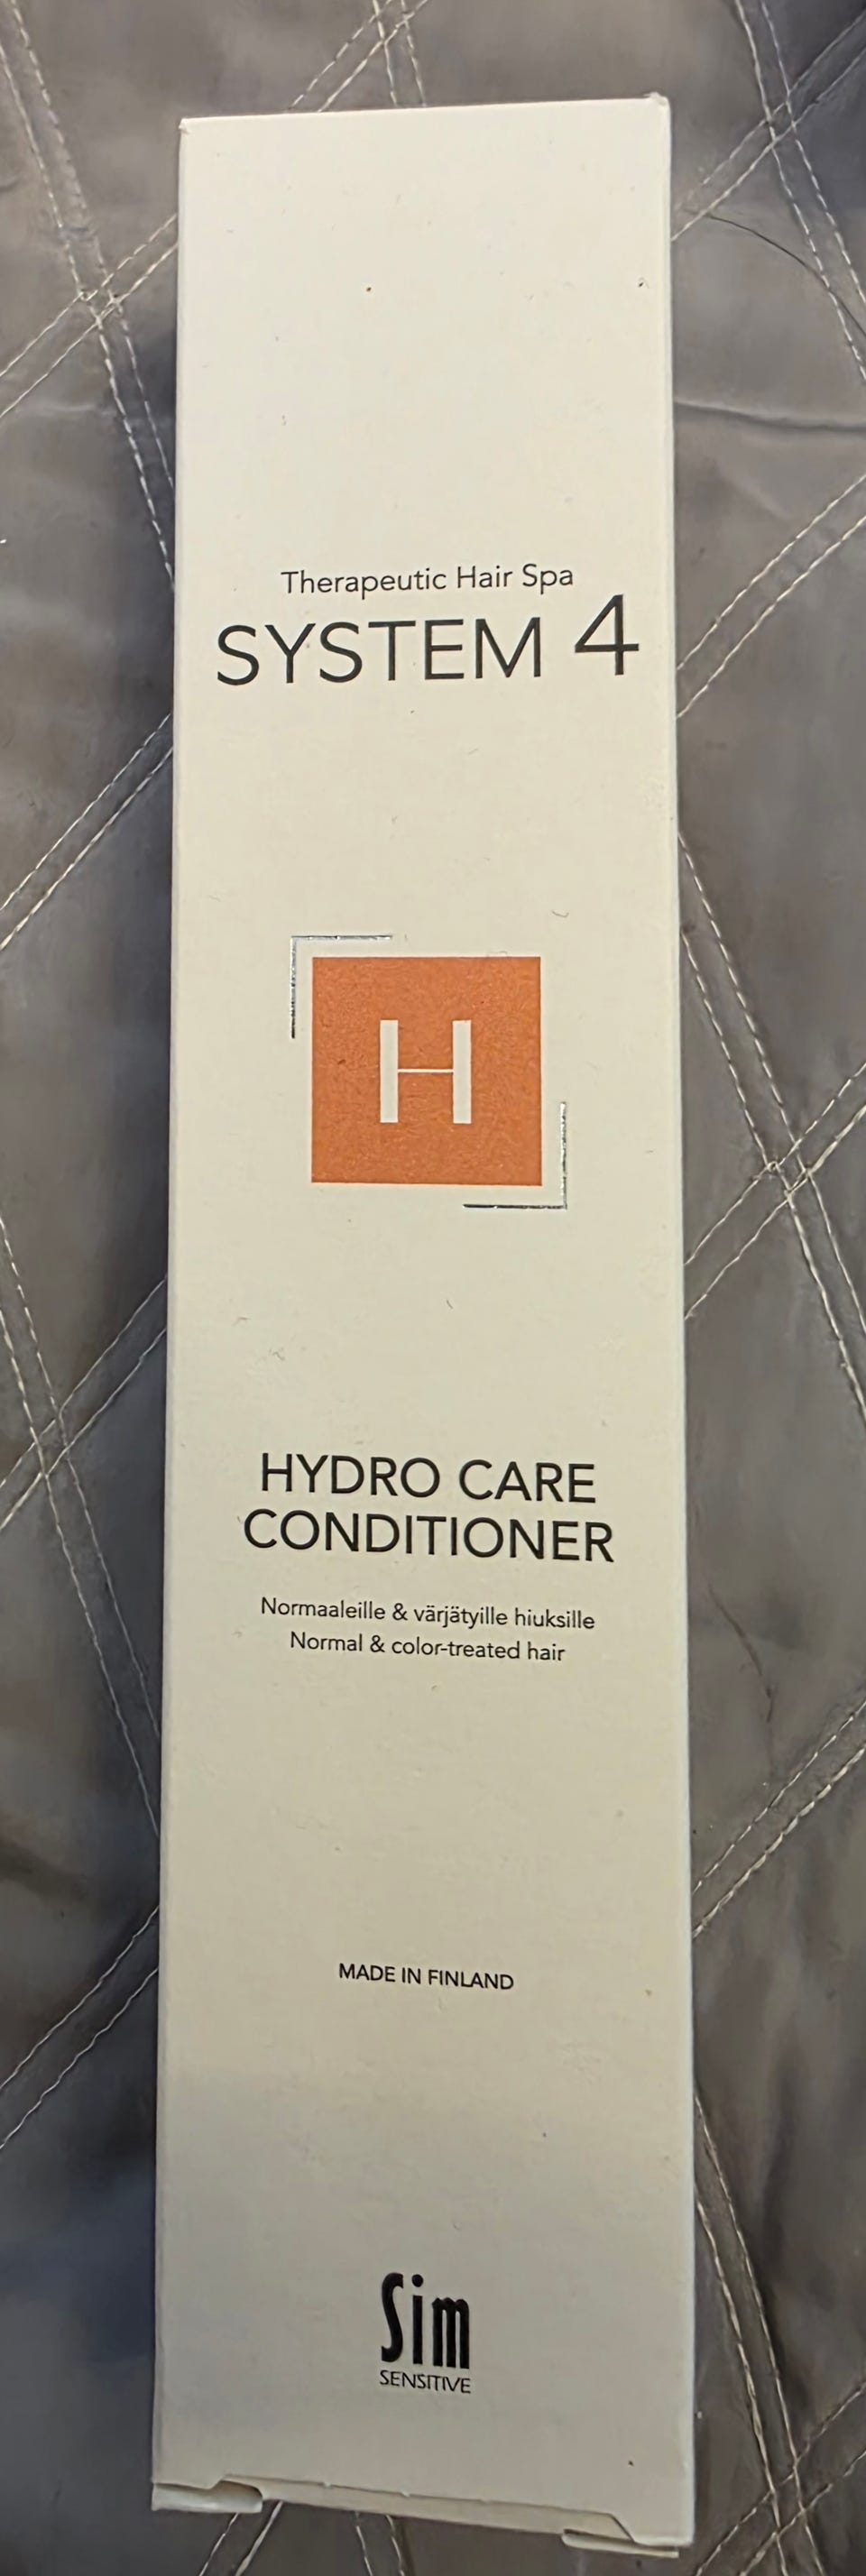 Therapeutic Hair Spa
SYSTEM 4
H
HYDRO CARE
CONDITIONER
Normaaleille & värjätyille hiuksille
Normal & color-treated hair
MADE IN FINLAND
Sim
SENSITIVE